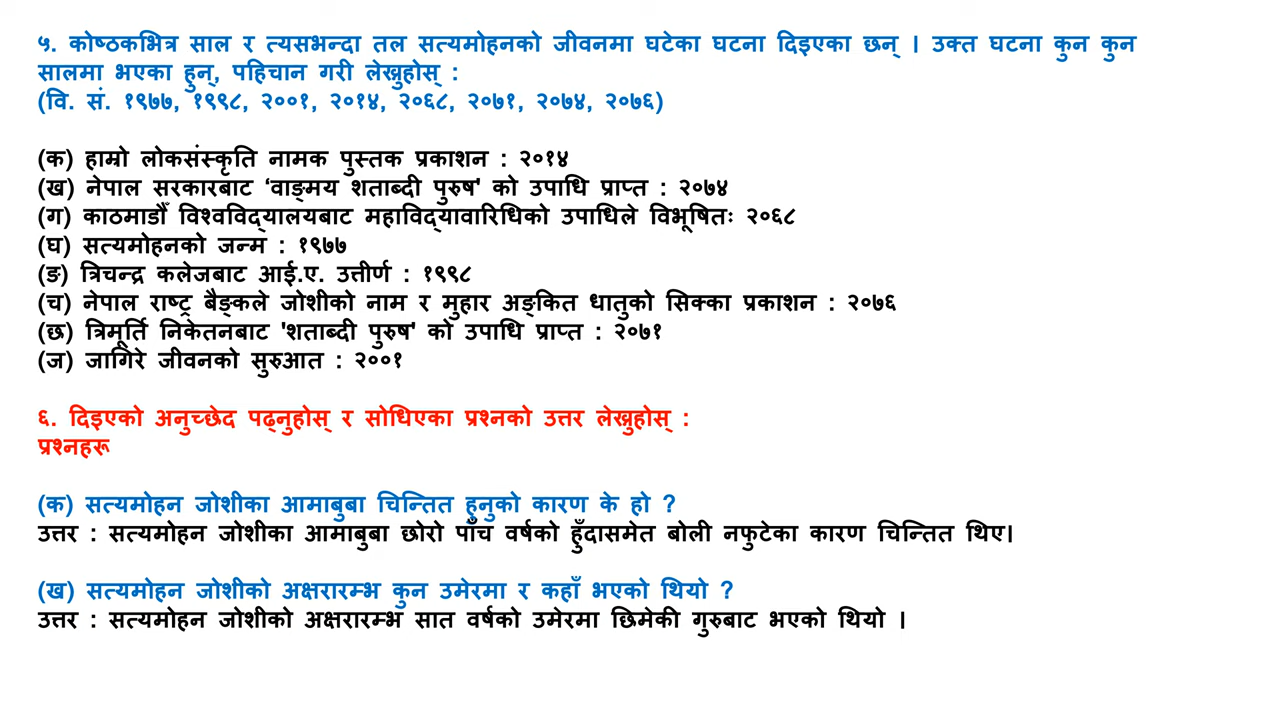 ५. कोष्ठकभित्र साल र त्यसभन्दा तल सत्यमोहनको जीवनमा घटेका घटना दिइएका छन् । उक्त घटना कुन कुन
सालमा भएका हुन्, पहिचान गरी लेख्नुहोस् :
(वि. सं. १९७७, १९९८, २००१, २०१४, २०६८, २०७१, २०७४, २०७६)
(क) हाम्रो लोकसंस्कृति नामक पुस्तक प्रकाशन : २०१४
(ख) नेपाल सरकारबाट ‘वाङ्मय शताब्दी पुरुष' को उपाधि प्राप्त : २०७४
(ग) काठमाडौँ विश्वविद्यालयबाट महाविद्यावारिधिको उपाधिले विभूषितः २०६८
(घ) सत्यमोहनको जन्म : १९७७
(ङ) त्रिचन्द्र कलेजबाट आई.ए. उत्तीर्ण : १९९८
(च) नेपाल राष्ट्र बैङ्कले जोशीको नाम र मुहार अङ्कित धातुको सिक्का प्रकाशन : २०७६
(छ) त्रिमूर्ति निकेतनबाट 'शताब्दी पुरुष' को उपाधि प्राप्त : २०७१
(ज) जागिरे जीवनको सुरुआत : २००१
६. दिइएको अनुच्छेद पढ्नुहोस् र सोधिएका प्रश्नको उत्तर लेख्नुहोस् :
प्रश्नहरू
(क) सत्यमोहन जोशीका आमाबुबा चिन्तित हुनुको कारण के हो ?
उत्तर : सत्यमोहन जोशीका आमाबुबा छोरो पाँच वर्षको हुँदासमेत बोली नफुटेका कारण चिन्तित थिए।
(ख) सत्यमोहन जोशीको अक्षरारम्भ कुन उमेरमा र कहाँ भएको थियो ?
उत्तर : सत्यमोहन जोशीको अक्षरारम्भ सात वर्षको उमेरमा छिमेकी गुरुबाट भएको थियो ।